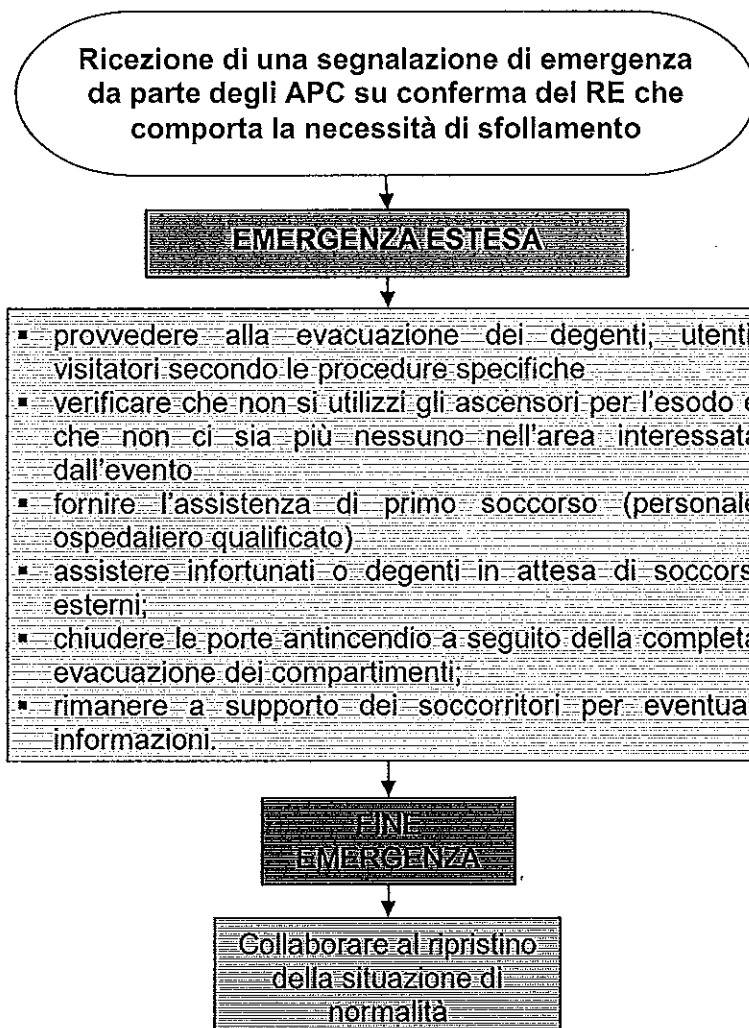 Ricezione di una segnalazione di emergenza
da parte degli APC su conferma del RE che
comporta la necessità di sfollamento
EMERGENZA ESTESA
▪ provvedere alla evacuazione dei degenti, utenti
visitatori secondo le procedure specifiche
▪ verificare che non si utilizzi gli ascensori per l'esodo e
che non ci sia più nessuno nell'area interessata
dall'evento
▪ fornire l'assistenza di primo soccorso (personale
ospedaliero qualificato)
▪ assistere infortunati o degenti in attesa di soccorsi
esterni;
▪ chiudere le porte antincendio a seguito della completa
evacuazione dei compartimenti;
▪ rimanere a supporto dei soccorritori per eventual
informazioni.
FINE
EMERGENZA
Collaborare al ripristino
della situazione di
normalità